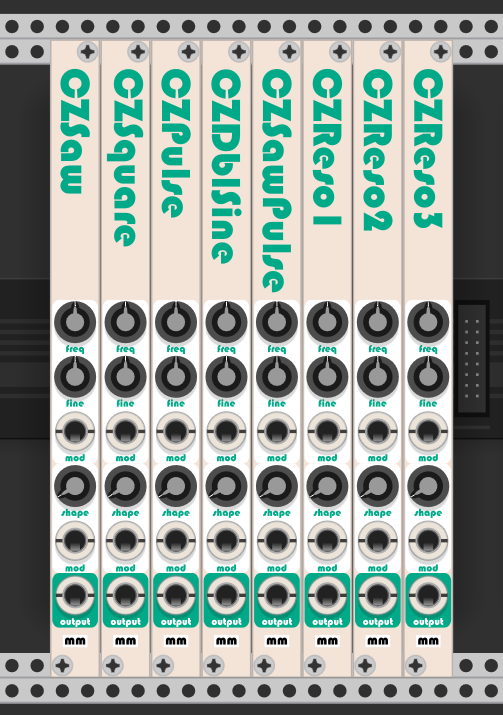 CZSaw
CZSquare
CZPulse
CZDblSine
CZSawPulse
CZReso1
CZReso2
CZReso3
freq freq freq freq freq freq freq freq
fine fine fine fine fine fine fine fine
mod mod mod mod mod mod mod mod
shape shape shape shape shape shape shape shape
mod mod mod mod mod mod mod mod
output output output output output output output output
mm mm mm mm mm mm mm mm